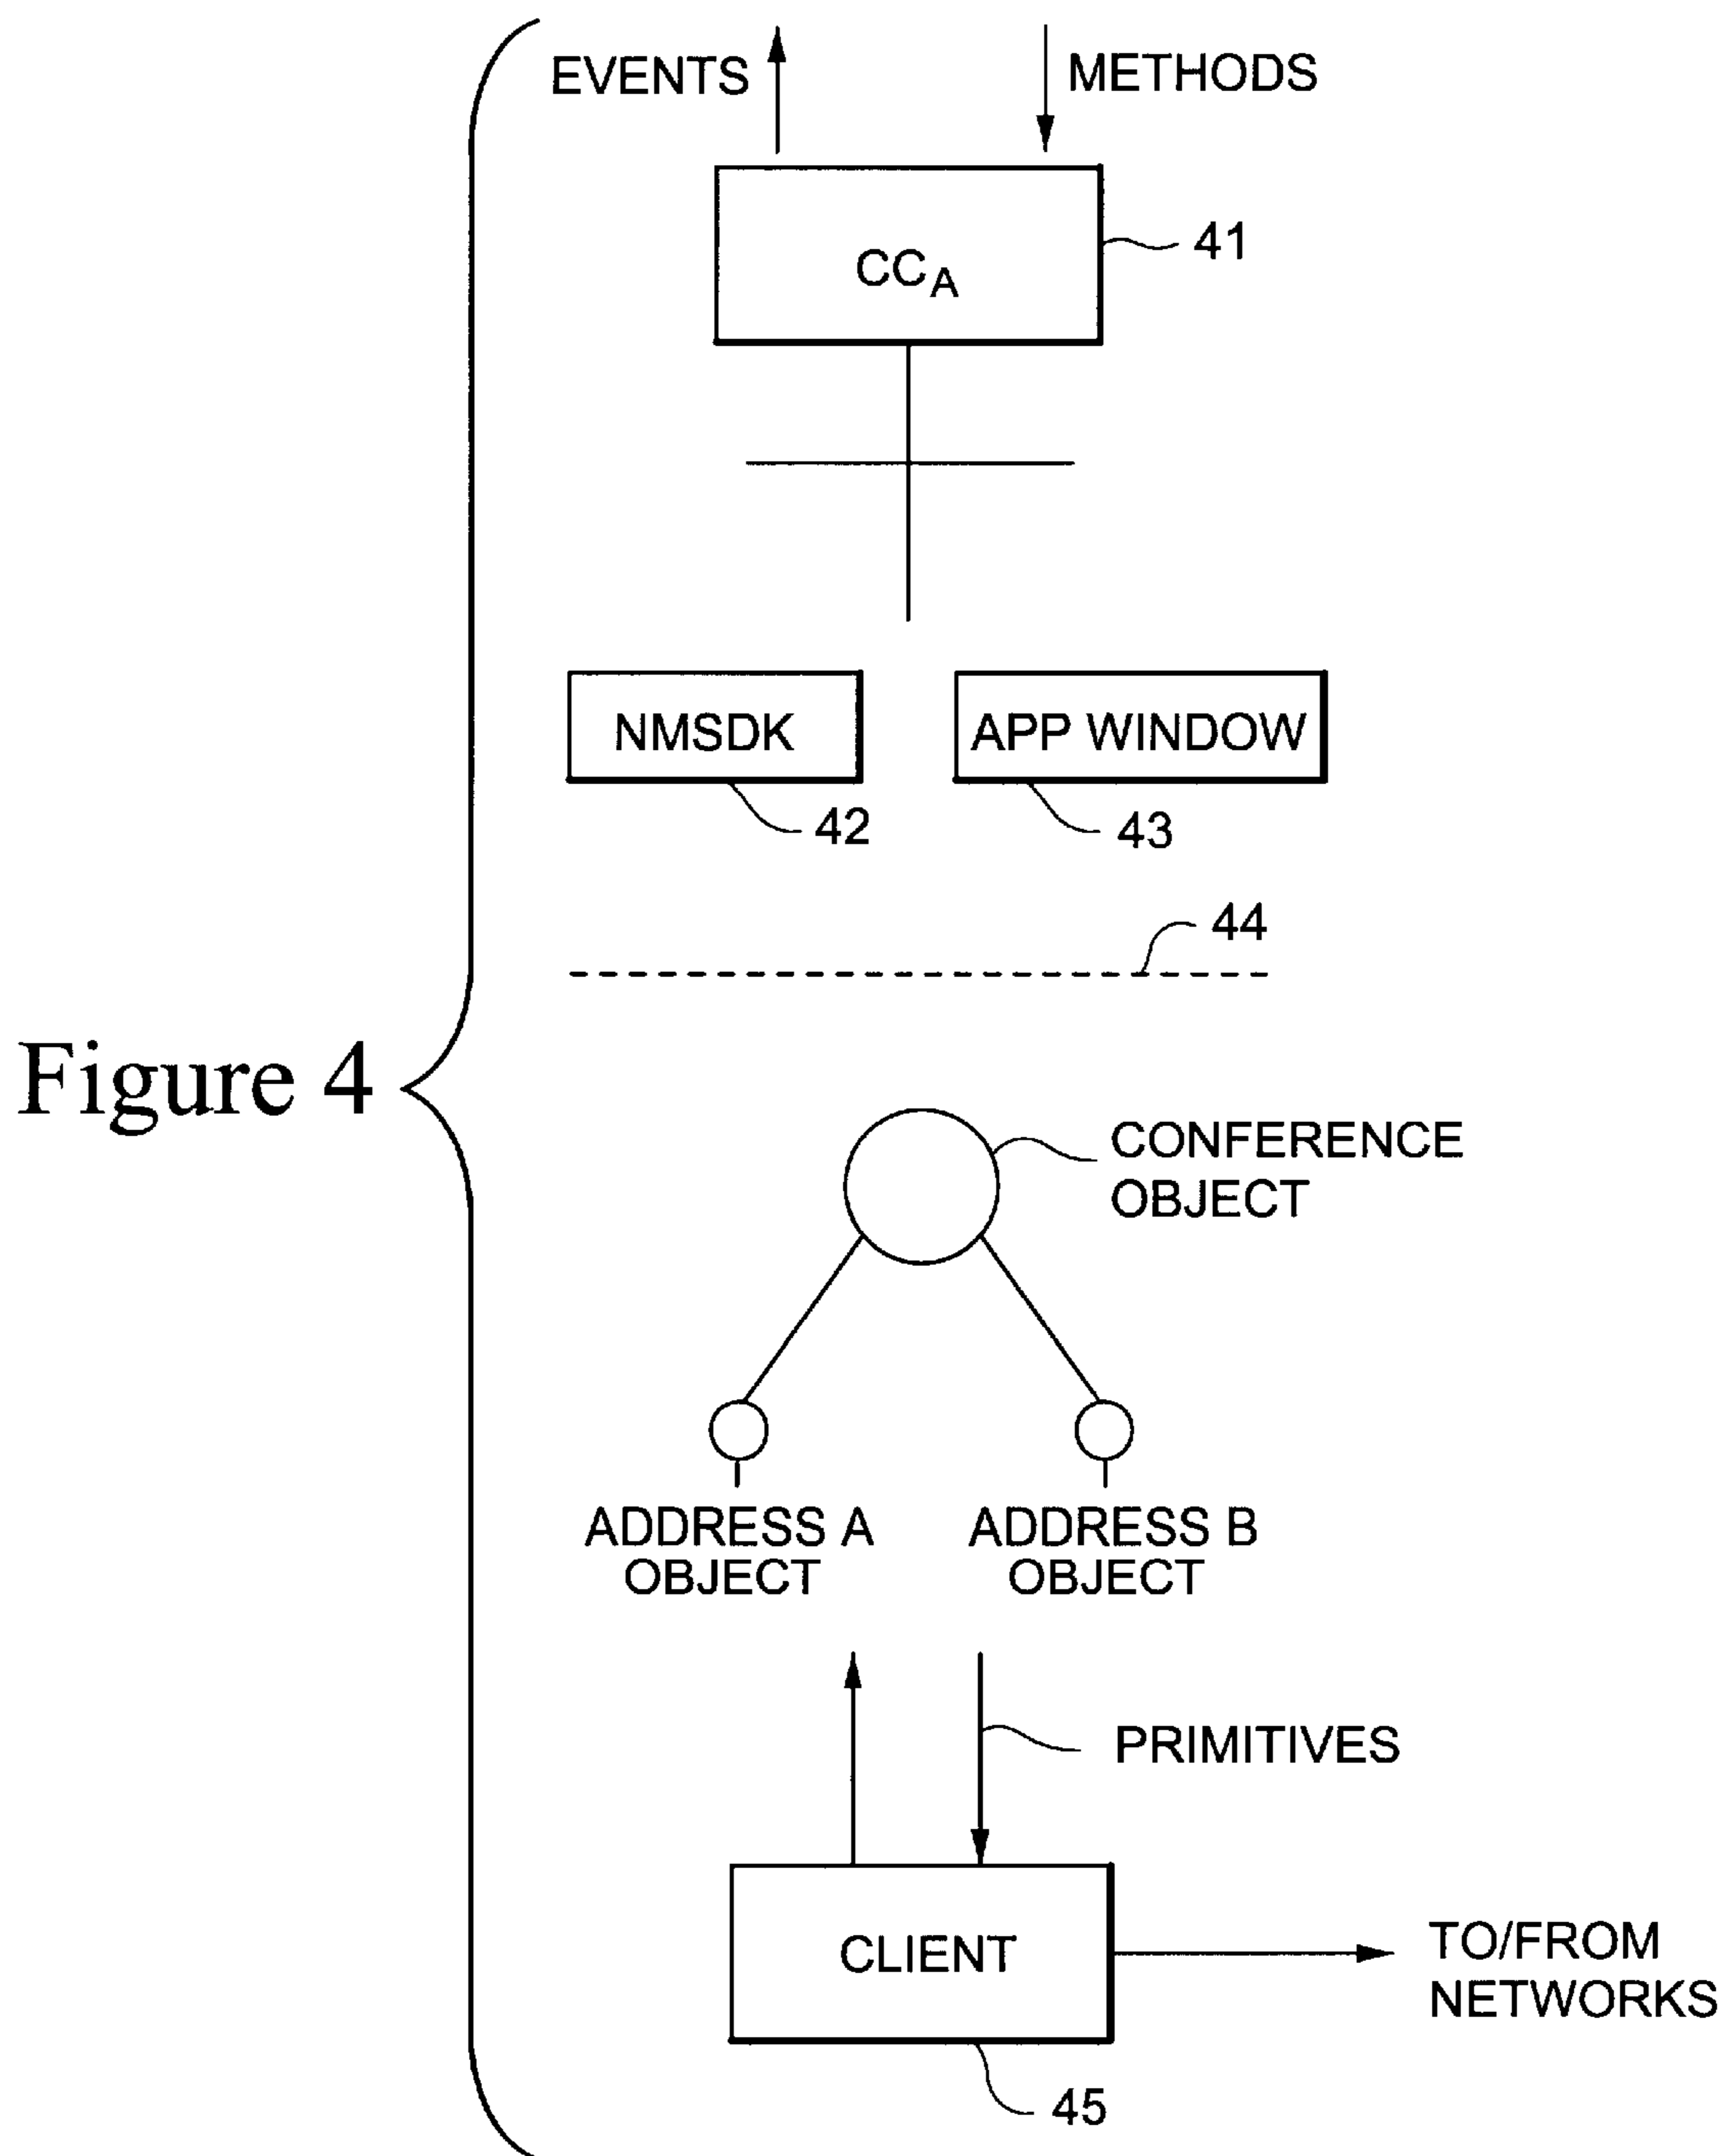 EVENTS
METHODS
CCA
41
NMSDK
APP WINDOW
42
43
44
Figure 4
CONFERENCE
OBJECT
ADDRESS A
OBJECT
ADDRESS B
OBJECT
PRIMITIVES
CLIENT
TO/FROM
NETWORKS
45